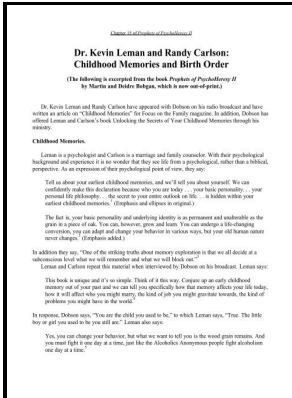 Chapter 15 of Prophets of PsychoHeresy II
Dr. Kevin Leman and Randy Carlson:
Childhood Memories and Birth Order
(The following is excerpted from the book Prophets of PsychoHeresy II
by Martin and Deidre Bobgan, which is now out-of-print.)
Dr. Kevin Leman and Randy Carlson have appeared with Dobson on his radio broadcast and have
written an article on "Childhood Memories" for Focus on the Family magazine. In addition, Dobson has
offered Leman and Carlson's book Unlocking the Secrets of Your Childhood Memories through his
ministry.
Childhood Memories.
Leman is a psychologist and Carlson is a marriage and family counselor. With their psychological
background and experience it is no wonder that they see life from a psychological, rather than a biblical,
perspective. As an expression of their psychological point of view, they say:
Tell us about your earliest childhood memories, and we'll tell you about yourself. We can
confidently make this declaration because who you are today . . . your basic personality. . . . your
personal life philosophy. . . the secret to your entire outlook on life. . . is hidden within your
earliest childhood memories.1 (Emphasis and ellipses in original.)
The fact is, your basic personality and underlying identity is as permanent and unalterable as the
grain in a piece of oak. You can, however, grow and learn. You can undergo a life-changing
conversion, you can adapt and change your behavior in various ways, but your old human nature
never changes.2 (Emphasis added.)
In addition they say, "One of the striking truths about memory exploration is that we all decide at a
subconscious level what we will remember and what we will block out."3
Leman and Carlson repeat this material when interviewed by Dobson on his broadcast. Leman says:
This book is unique and it's so simple. Think of it this way. Conjure up an early childhood
memory out of your past and we can tell you specifically how that memory affects your life today,
how it will affect who you might marry, the kind of job you might gravitate towards, the kind of
problems you might have in the world.4
In response, Dobson says, "You are the child you used to be," to which Leman says, "True. The little
boy or girl you used to be you still are." Leman also says:
Yes, you can change your behavior, but what we want to tell you is the wood grain remains. And
you must fight it one day at a time, just like the Alcoholics Anonymous people fight alcoholism
one day at a time.5